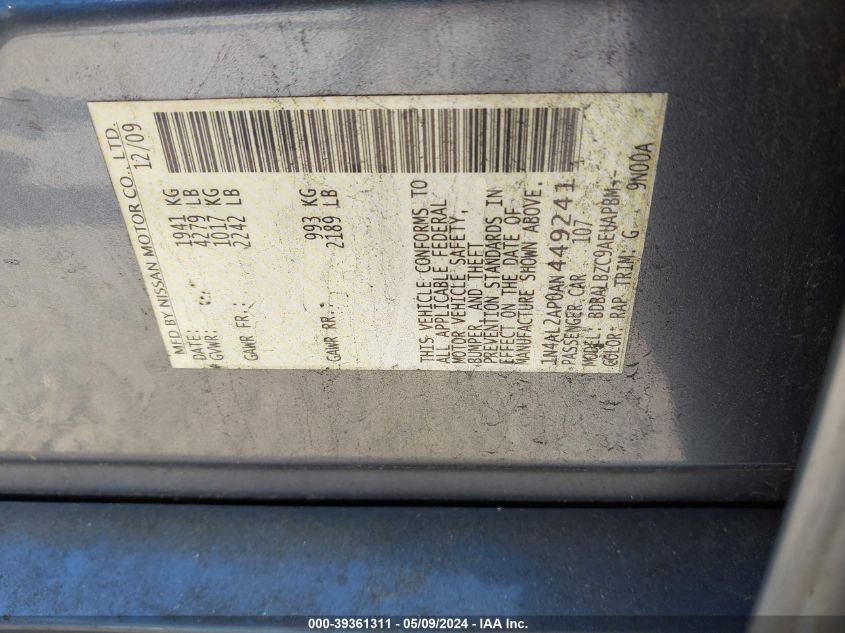 MFD BY NISSAN MOTOR CO., LTD.
DATE: 12/09
GVWR: 1941 KG
4279 LB
GAWR FR: 1017 KG
2242 LB
GAWR RR: 993 KG
2189 LB
THIS VEHICLE CONFORMS TO
ALL APPLICABLE FEDERAL
MOTOR VEHICLE SAFETY,
BUMPER, AND THEFT
PREVENTION STANDARDS IN
EFFECT ON THE DATE OF
MANUFACTURE SHOWN ABOVE.
1N4AL2AP0AN449241
PASSENGER CAR 107
MODEL: BDBALBZC9AEUAPBM,-
COLOR: RAP TRIM: G 9N00A
000-39361311 - 05/09/2024 - IAA Inc.